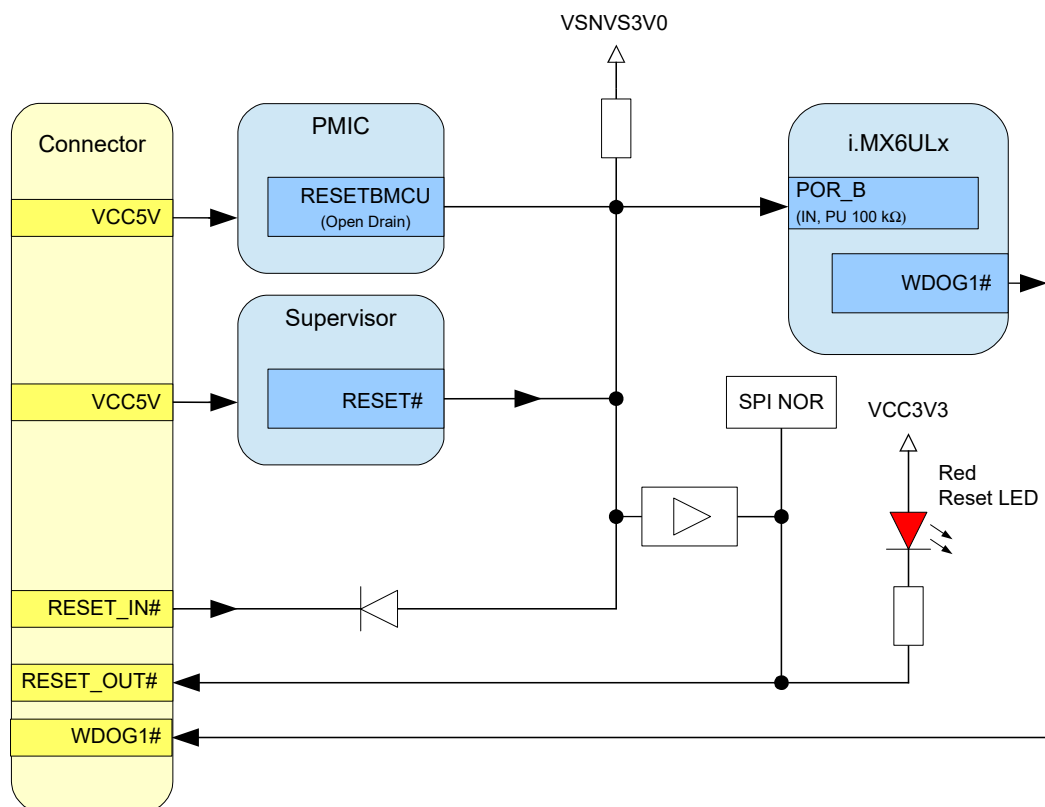 VSNVS3V0
Connector
VCC5V
VCC5V
RESET_IN#
RESET_OUT#
WDOG1#
PMIC
RESETBMCU
(Open Drain)
Supervisor
RESET#
i.MX6ULx
POR_B
(IN, PU 100 kΩ)
WDOG1#
SPI NOR
VCC3V3
Red
Reset LED